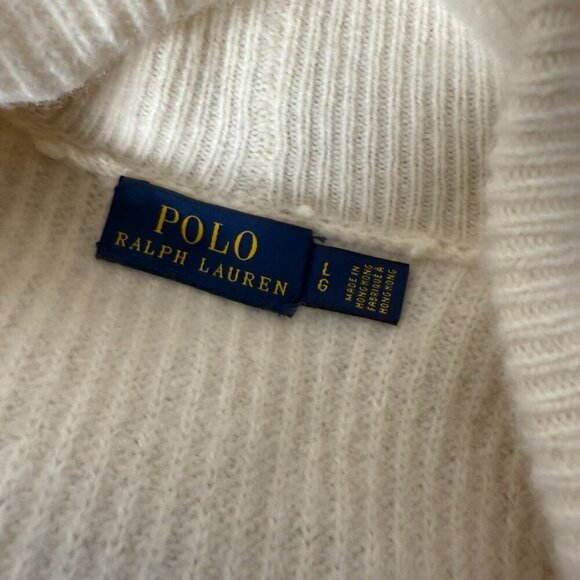 POLO
RALPH LAUREN
L
G
MADE IN
HONG KONG
FABRIQUÉ À
HONG KONG